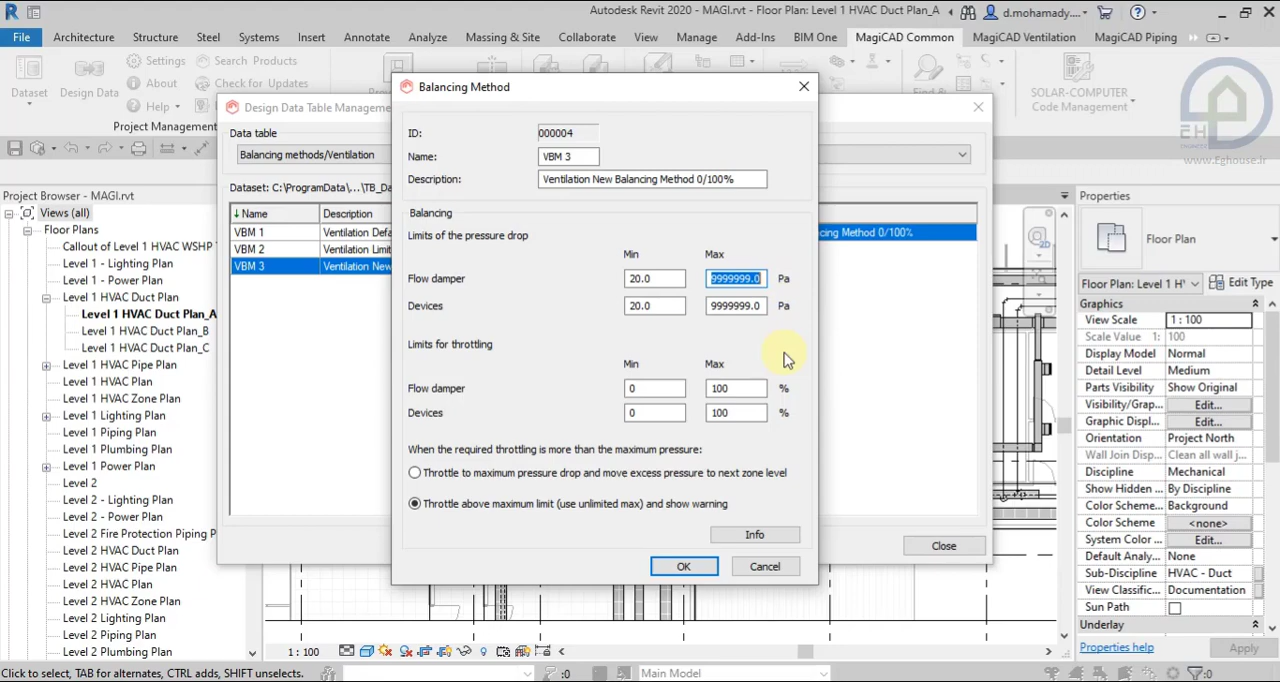 Autodesk Revit 2020 - MAGI.rvt - Floor Plan: Level 1 HVAC Duct Plan_A
d.mohamady....
File Architecture Structure Steel Systems Insert Annotate Analyze Massing & Site Collaborate View Manage Add-Ins BIM One MagiCAD Common MagiCAD Ventilation MagiCAD Piping
Dataset
Design Data
Settings
About
Help
Search Products
Check for Updates
Project Management
SOLAR-COMPUTER
Code Management
EH
www.Eghouse.ir
Project Browser - MAGI.rvt
Views (all)
Floor Plans
Callout of Level 1 HVAC WSHP
Level 1 - Lighting Plan
Level 1 - Power Plan
Level 1 HVAC Duct Plan
Level 1 HVAC Duct Plan_A
Level 1 HVAC Duct Plan_B
Level 1 HVAC Duct Plan_C
Level 1 HVAC Pipe Plan
Level 1 HVAC Plan
Level 1 HVAC Zone Plan
Level 1 Lighting Plan
Level 1 Piping Plan
Level 1 Plumbing Plan
Level 1 Power Plan
Level 2
Level 2 - Lighting Plan
Level 2 - Power Plan
Level 2 Fire Protection Piping P
Level 2 HVAC Duct Plan
Level 2 HVAC Pipe Plan
Level 2 HVAC Plan
Level 2 HVAC Zone Plan
Level 2 Lighting Plan
Level 2 Piping Plan
Level 2 Plumbing Plan
Design Data Table Manageme
Data table
Balancing methods/Ventilation
Dataset: C:\ProgramData\...\TB_Da
Name Description
VBM 1 Ventilation Defa
VBM 2 Ventilation Limit
VBM 3 Ventilation New
cing Method 0/100%
Close
Balancing Method
ID: 000004
Name: VBM 3
Description: Ventilation New Balancing Method 0/100%
Balancing
Limits of the pressure drop
Min Max
Flow damper 20.0 9999999.0 Pa
Devices 20.0 9999999.0 Pa
Limits for throttling
Min Max
Flow damper 0 100 %
Devices 0 100 %
When the required throttling is more than the maximum pressure:
Throttle to maximum pressure drop and move excess pressure to next zone level
Throttle above maximum limit (use unlimited max) and show warning
Info
OK Cancel
Properties
Floor Plan
Floor Plan: Level 1 H'
Edit Type
Graphics
View Scale 1 : 100
Scale Value 1: 100
Display Model Normal
Detail Level Medium
Parts Visibility Show Original
Visibility/Grap... Edit...
Graphic Displ... Edit...
Orientation Project North
Wall Join Disp... Clean all wall j...
Discipline Mechanical
Show Hidden ... By Discipline
Color Scheme... Background
Color Scheme <none>
System Color ... Edit...
Default Analy... None
Sub-Discipline HVAC - Duct
View Classific... Documentation
Sun Path
Underlay
Properties help
Apply
1 : 100
Click to select, TAB for alternates, CTRL adds, SHIFT unselects.
:0
Main Model
:0